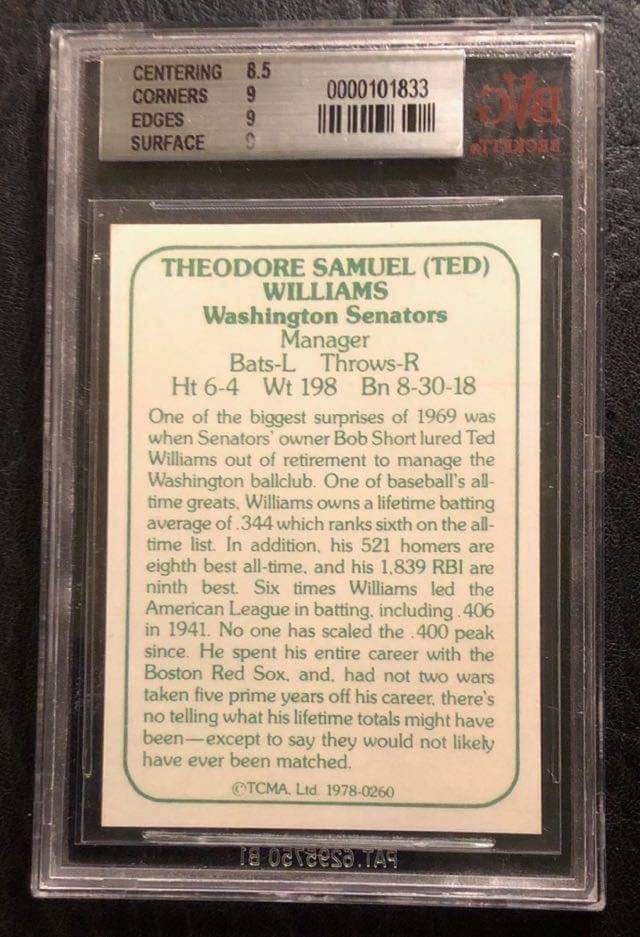 CENTERING 8.5
CORNERS 9
EDGES 9
SURFACE 9
0000101833
BVG
BECKETT
THEODORE SAMUEL (TED)
WILLIAMS
Washington Senators
Manager
Bats-L Throws-R
Ht 6-4 Wt 198 Bn 8-30-18
One of the biggest surprises of 1969 was
when Senators' owner Bob Short lured Ted
Williams out of retirement to manage the
Washington ballclub. One of baseball's all-
time greats, Williams owns a lifetime batting
average of .344 which ranks sixth on the all-
time list. In addition, his 521 homers are
eighth best all-time, and his 1,839 RBI are
ninth best. Six times Williams led the
American League in batting, including .406
in 1941. No one has scaled the .400 peak
since. He spent his entire career with the
Boston Red Sox, and, had not two wars
taken five prime years off his career, there's
no telling what his lifetime totals might have
been—except to say they would not likely
have ever been matched.
©TCMA, Ltd. 1978-0260
PAT. 6295750 B1